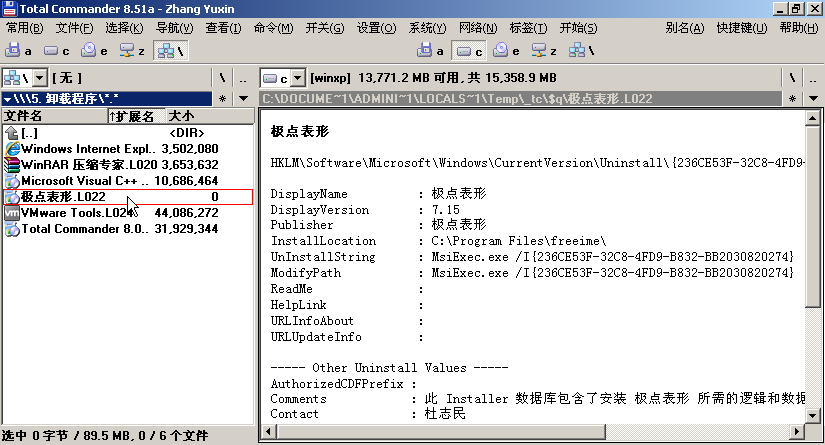 Total Commander 8.51a - Zhang Yuxin
常用(B) 文件(F) 选择(K) 导航(V) 查看(I) 命令(M) 开关(G) 设置(O) 系统(Y) 网络(N) 标签(T) 开始(S) 别名(A) 快捷键(U) 帮助(H)
a c e z \ a c e z \
[无] \ .. c [winxp] 13,771.2 MB 可用, 共 15,358.9 MB \ ..
\\\5. 卸载程序\*.* * C:\DOCUME~1\ADMINI~1\LOCALS~1\Temp\_tc\$q\极点表形.L022 *
文件名 ↑扩展名 大小
[..] <DIR>
Windows Internet Expl.. 3,502,080
WinRAR 压缩专家.L020 3,653,632
Microsoft Visual C++ .. 10,686,464
极点表形.L022 0
VMware Tools.L024 44,086,272
Total Commander 8.0.. 31,929,344
选中 0 字节 / 89.5 MB, 0 / 6 个文件
极点表形
HKLM\Software\Microsoft\Windows\CurrentVersion\Uninstall\{236CE53F-32C8-4FD9-
DisplayName : 极点表形
DisplayVersion : 7.15
Publisher : 极点表形
InstallLocation : C:\Program Files\freeime\
UnInstallString : MsiExec.exe /I{236CE53F-32C8-4FD9-B832-BB2030820274}
ModifyPath : MsiExec.exe /I{236CE53F-32C8-4FD9-B832-BB2030820274}
ReadMe :
HelpLink :
URLInfoAbout :
URLUpdateInfo :
----- Other Uninstall Values -----
AuthorizedCDFPrefix :
Comments : 此 Installer 数据库包含了安装 极点表形 所需的逻辑和数据
Contact : 杜志民